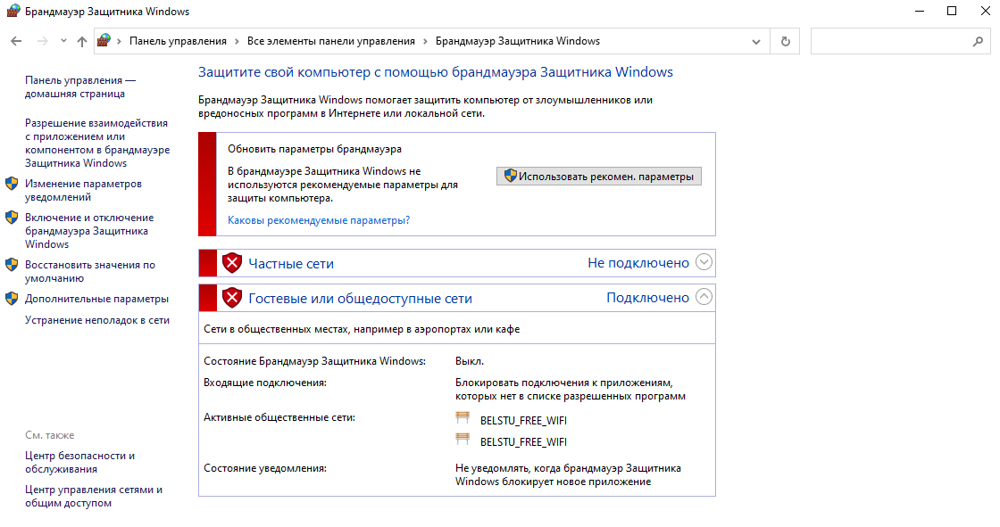 Брандмауэр Защитника Windows
Панель управления › Все элементы панели управления › Брандмауэр Защитника Windows
Панель управления —
домашняя страница
Разрешение взаимодействия
с приложением или
компонентом в брандмауэре
Защитника Windows
Изменение параметров
уведомлений
Включение и отключение
брандмауэра Защитника
Windows
Восстановить значения по
умолчанию
Дополнительные параметры
Устранение неполадок в сети
См. также
Центр безопасности и
обслуживания
Центр управления сетями и
общим доступом
Защитите свой компьютер с помощью брандмауэра Защитника Windows
Брандмауэр Защитника Windows помогает защитить компьютер от злоумышленников или
вредоносных программ в Интернете или локальной сети.
Обновить параметры брандмауэра
В брандмауэре Защитника Windows не
используются рекомендуемые параметры для
защиты компьютера.
Использовать рекомен. параметры
Каковы рекомендуемые параметры?
Частные сети Не подключено
Гостевые или общедоступные сети Подключено
Сети в общественных местах, например в аэропортах или кафе
Состояние Брандмауэр Защитника Windows: Выкл.
Входящие подключения: Блокировать подключения к приложениям,
которых нет в списке разрешенных программ
Активные общественные сети: BELSTU_FREE_WIFI
BELSTU_FREE_WIFI
Состояние уведомления: Не уведомлять, когда брандмауэр Защитника
Windows блокирует новое приложение